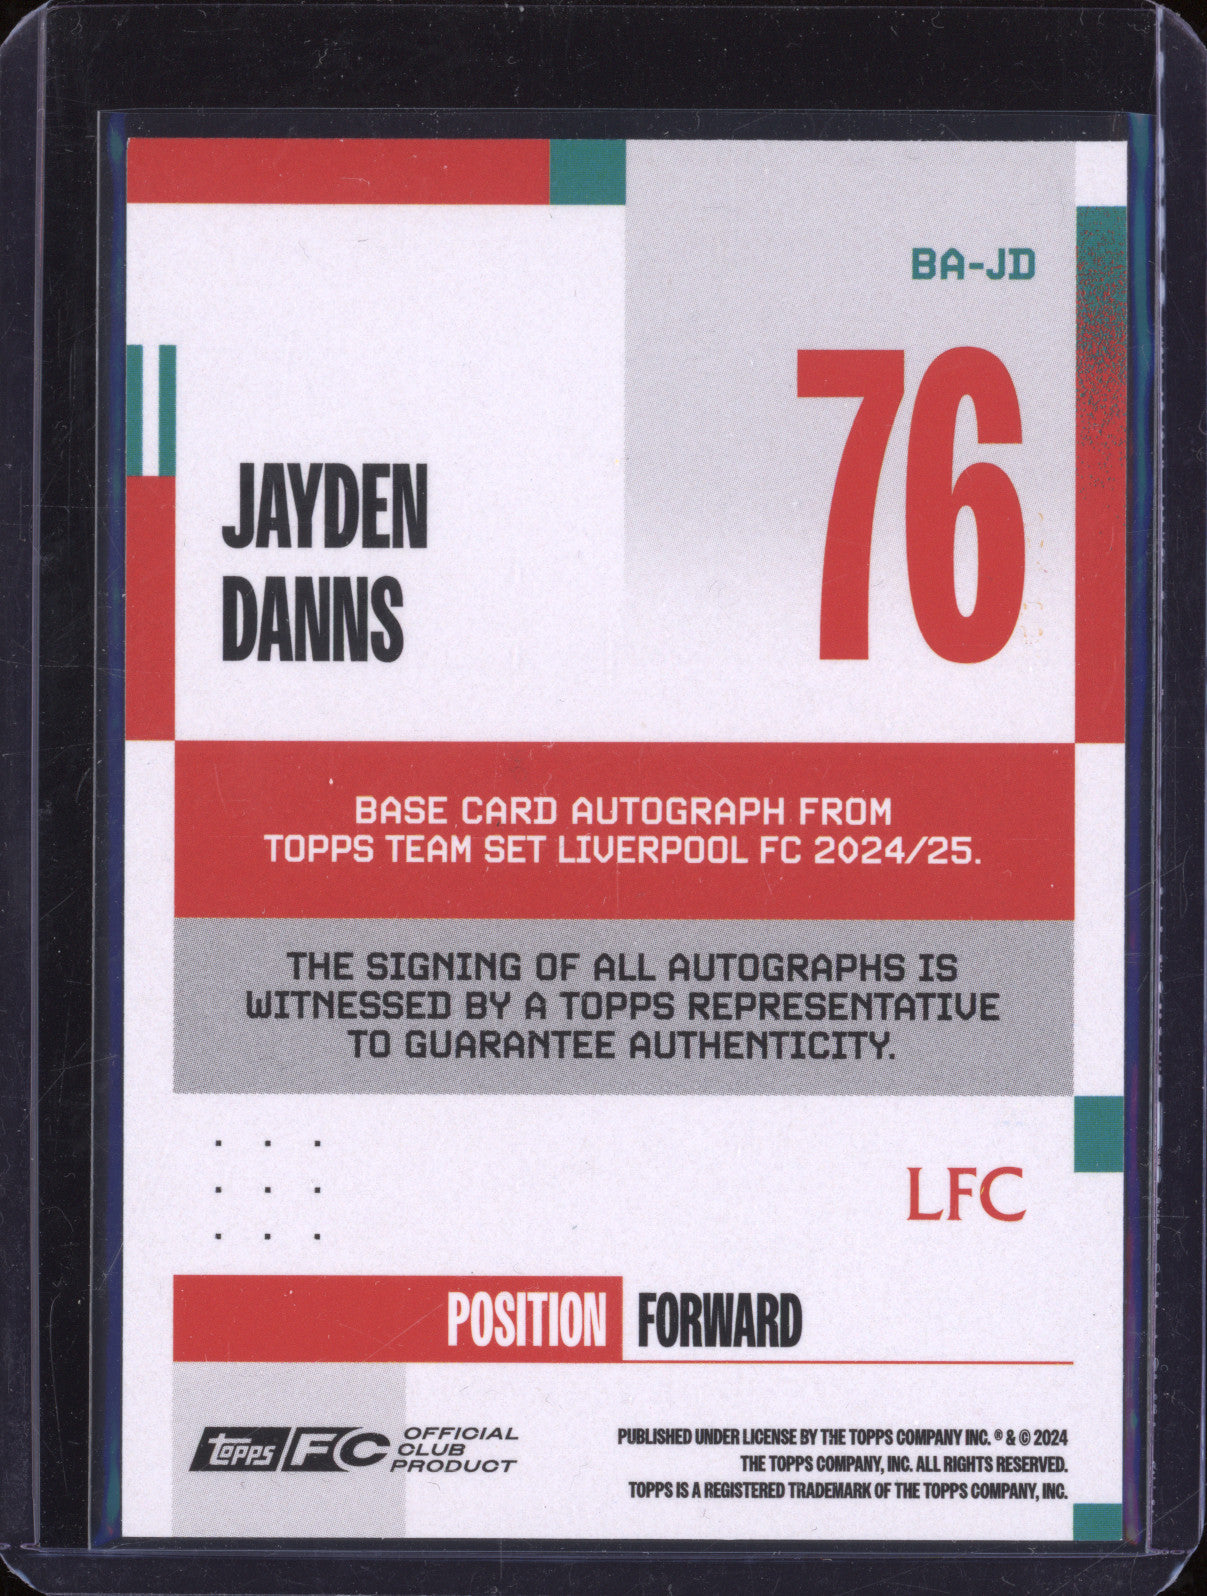 BA-JD
76
JAYDEN
DANNS
BASE CARD AUTOGRAPH FROM
TOPPS TEAM SET LIVERPOOL FC 2024/25.
THE SIGNING OF ALL AUTOGRAPHS IS
WITNESSED BY A TOPPS REPRESENTATIVE
TO GUARANTEE AUTHENTICITY.
LFC
POSITION FORWARD
topps FC OFFICIAL
CLUB
PRODUCT
PUBLISHED UNDER LICENSE BY THE TOPPS COMPANY INC. ® & © 2024
THE TOPPS COMPANY, INC. ALL RIGHTS RESERVED.
TOPPS IS A REGISTERED TRADEMARK OF THE TOPPS COMPANY, INC.